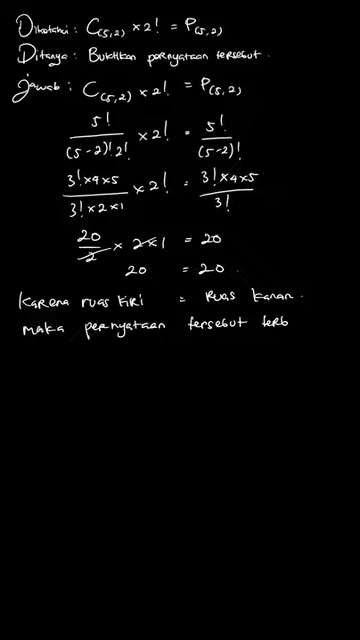 Diketahui : C(5,2) × 2! = P(5,2)
Ditanya : Buktikan pernyataan tersebut.
Jawab : C(5,2) × 2! = P(5,2)
5! / (5-2)! 2! × 2! = 5! / (5-2)!
3! × 4 × 5 / 3! × 2 × 1 × 2! = 3! × 4 × 5 / 3!
20 / 2 × 2 × 1 = 20
20 = 20.
Karena ruas kiri = ruas kanan.
maka pernyataan tersebut terb